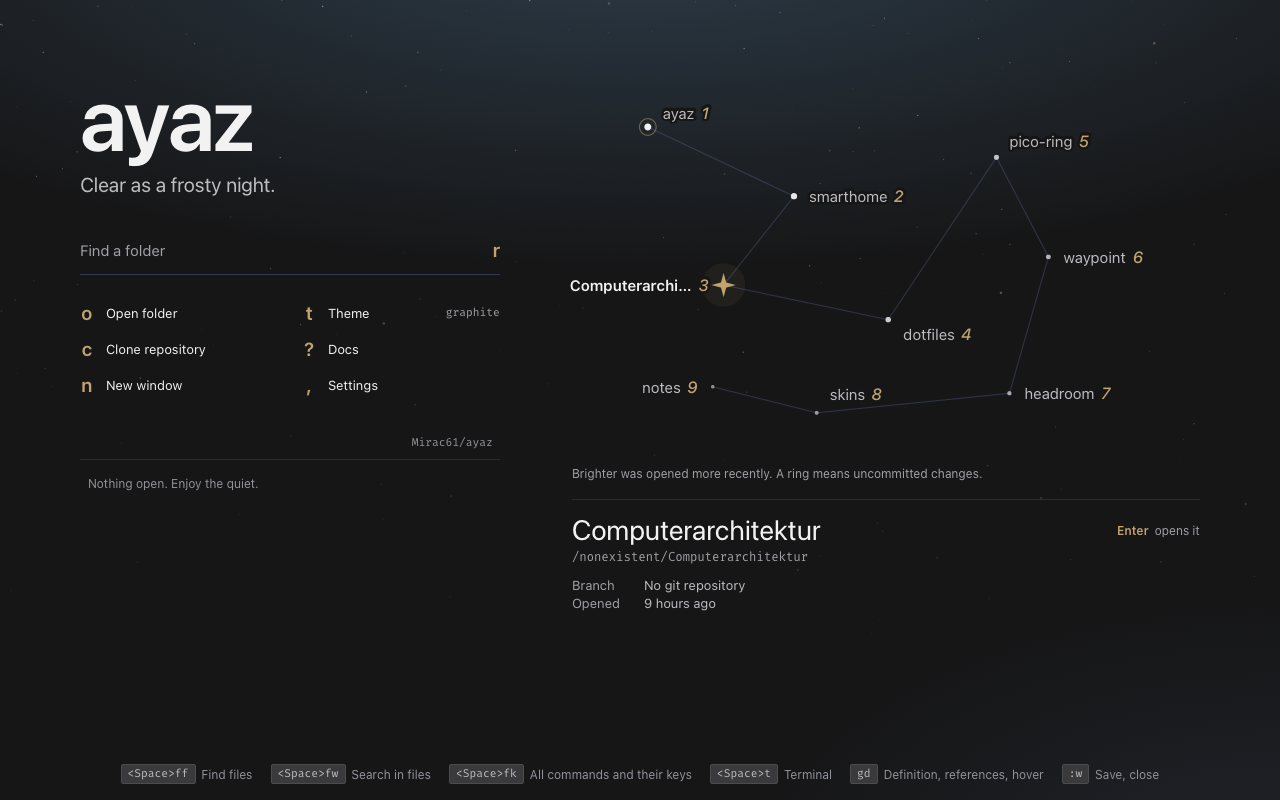 ayaz
Clear as a frosty night.
Find a folder r
o Open folder
t Theme graphite
c Clone repository
? Docs
n New window
, Settings
Mirac61/ayaz
Nothing open. Enjoy the quiet.
ayaz 1
smarthome 2
Computerarchi... 3
dotfiles 4
pico-ring 5
waypoint 6
headroom 7
skins 8
notes 9
Brighter was opened more recently. A ring means uncommitted changes.
Computerarchitektur
Enter opens it
/nonexistent/Computerarchitektur
Branch No git repository
Opened 9 hours ago
<Space>ff Find files <Space>fw Search in files <Space>fk All commands and their keys <Space>t Terminal gd Definition, references, hover :w Save, close